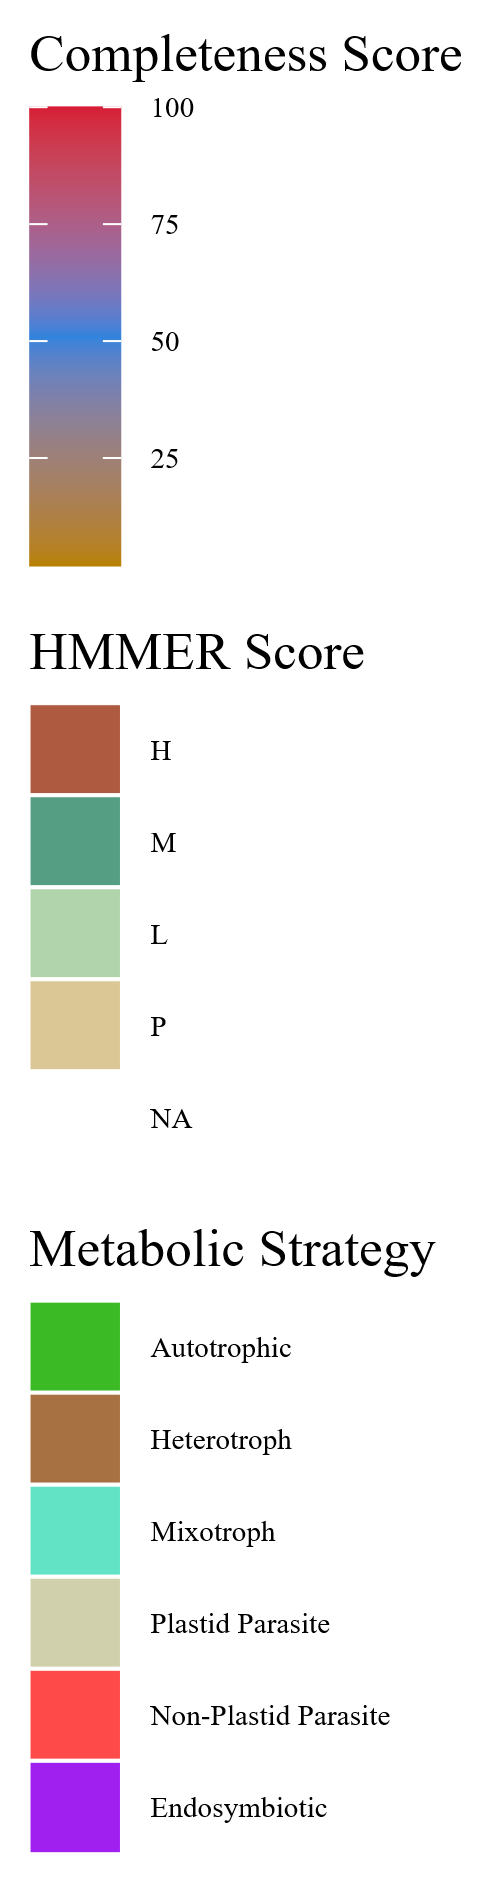 Completeness Score
100
75
50
25
HMMER Score
H
M
L
P
NA
Metabolic Strategy
Autotrophic
Heterotroph
Mixotroph
Plastid Parasite
Non-Plastid Parasite
Endosymbiotic